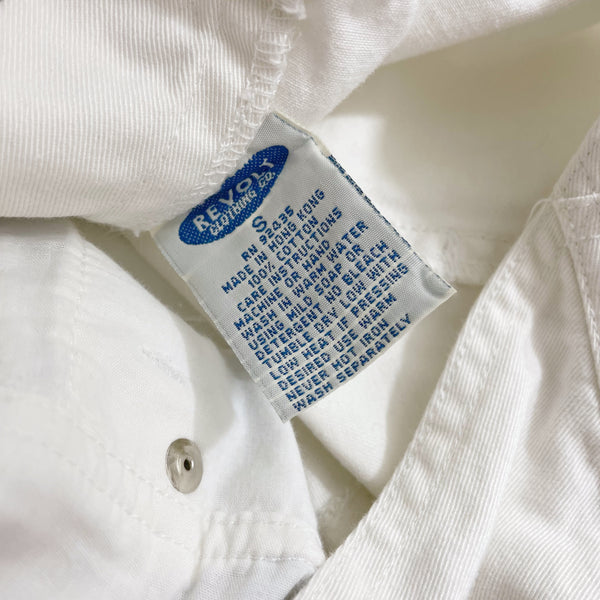 REVOLT
CLOTHING CO.
S
RN 92435
MADE IN HONG KONG
100% COTTON
CARE INSTRUCTIONS
MACHINE OR HAND
WASH IN WARM WATER
USING MILD SOAP OR
DETERGENT NO BLEACH
TUMBLE DRY LOW WITH
LOW HEAT IF PRESSING
DESIRED USE WARM
NEVER HOT IRON
WASH SEPARATELY